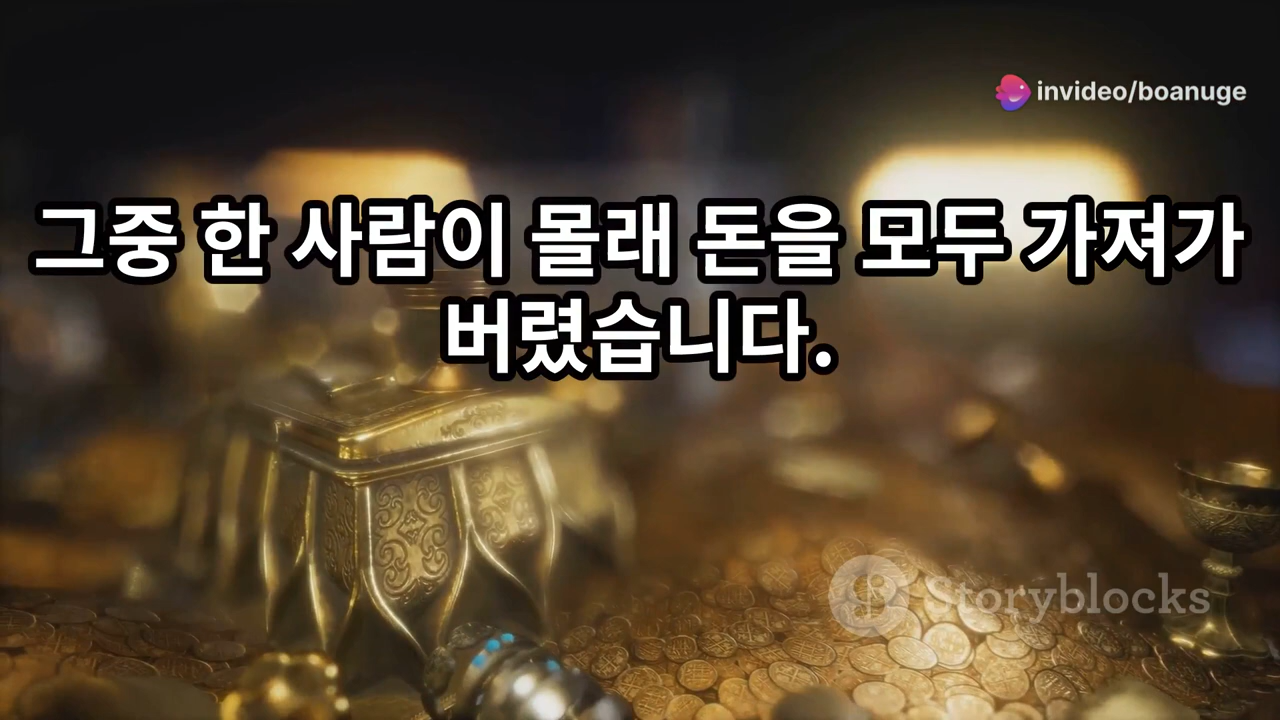 invideo/boanuge
그중 한 사람이 몰래 돈을 모두 가져가
버렸습니다.
Storyblocks